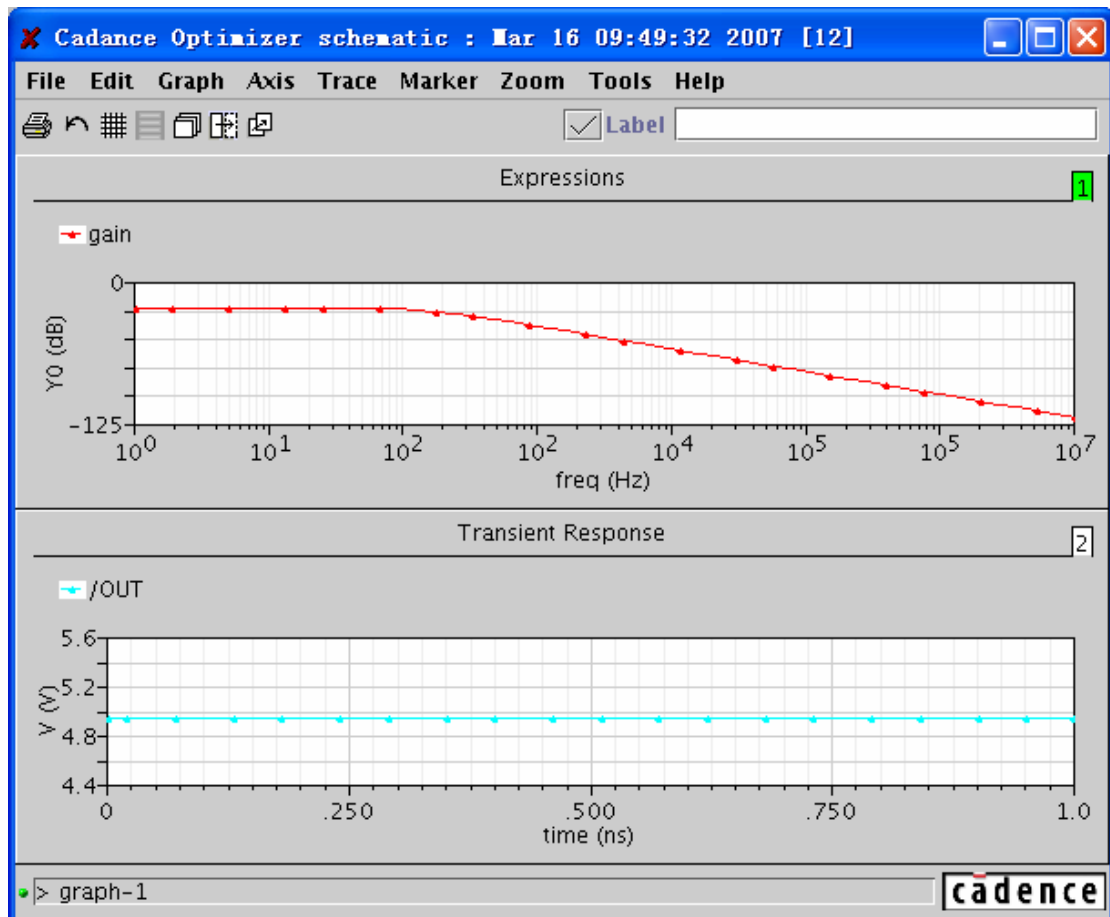 Cadance Optimizer schematic : Mar 16 09:49:32 2007 [12]
File Edit Graph Axis Trace Marker Zoom Tools Help
Label
Expressions
1
gain
0
Y0 (dB)
-125
10^0 10^1 10^2 10^2 10^4 10^5 10^5 10^7
freq (Hz)
Transient Response
2
/OUT
5.6
5.2
V (V)
4.8
4.4
0 .250 .500 .750 1.0
time (ns)
> graph-1
cādence